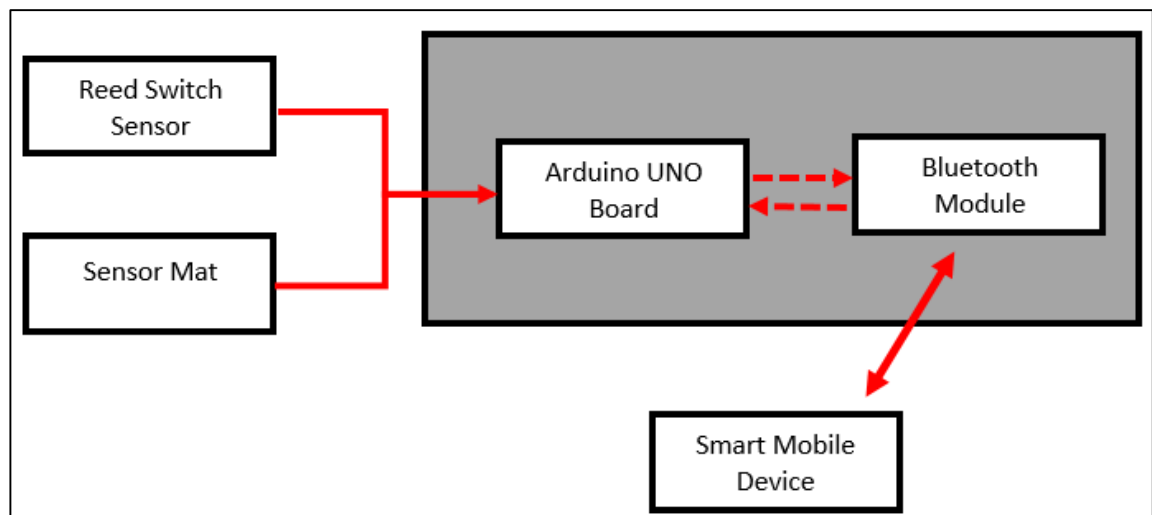 Reed Switch
Sensor
Sensor Mat
Arduino UNO
Board
Bluetooth
Module
Smart Mobile
Device